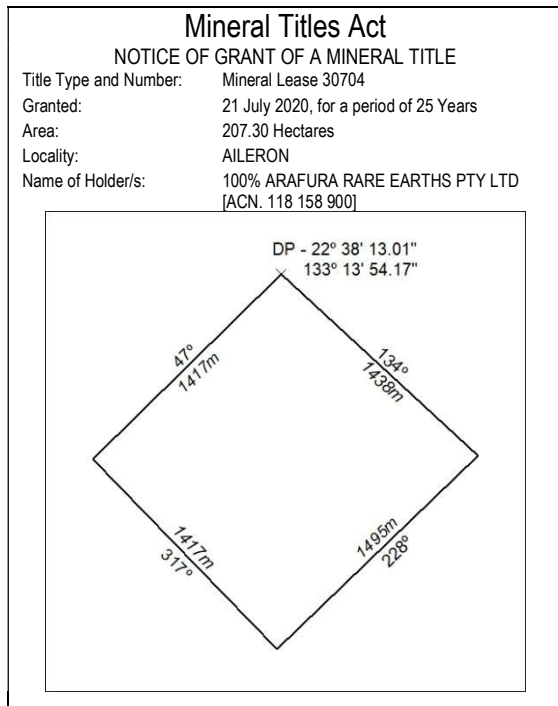 Mineral Titles Act
NOTICE OF GRANT OF A MINERAL TITLE
Title Type and Number: Mineral Lease 30704
Granted: 21 July 2020, for a period of 25 Years
Area: 207.30 Hectares
Locality: AILERON
Name of Holder/s: 100% ARAFURA RARE EARTHS PTY LTD
[ACN. 118 158 900]
DP - 22º 38' 13.01"
133º 13' 54.17"
47º
1417m
134º
1438m
1417m
317º
1495m
228º